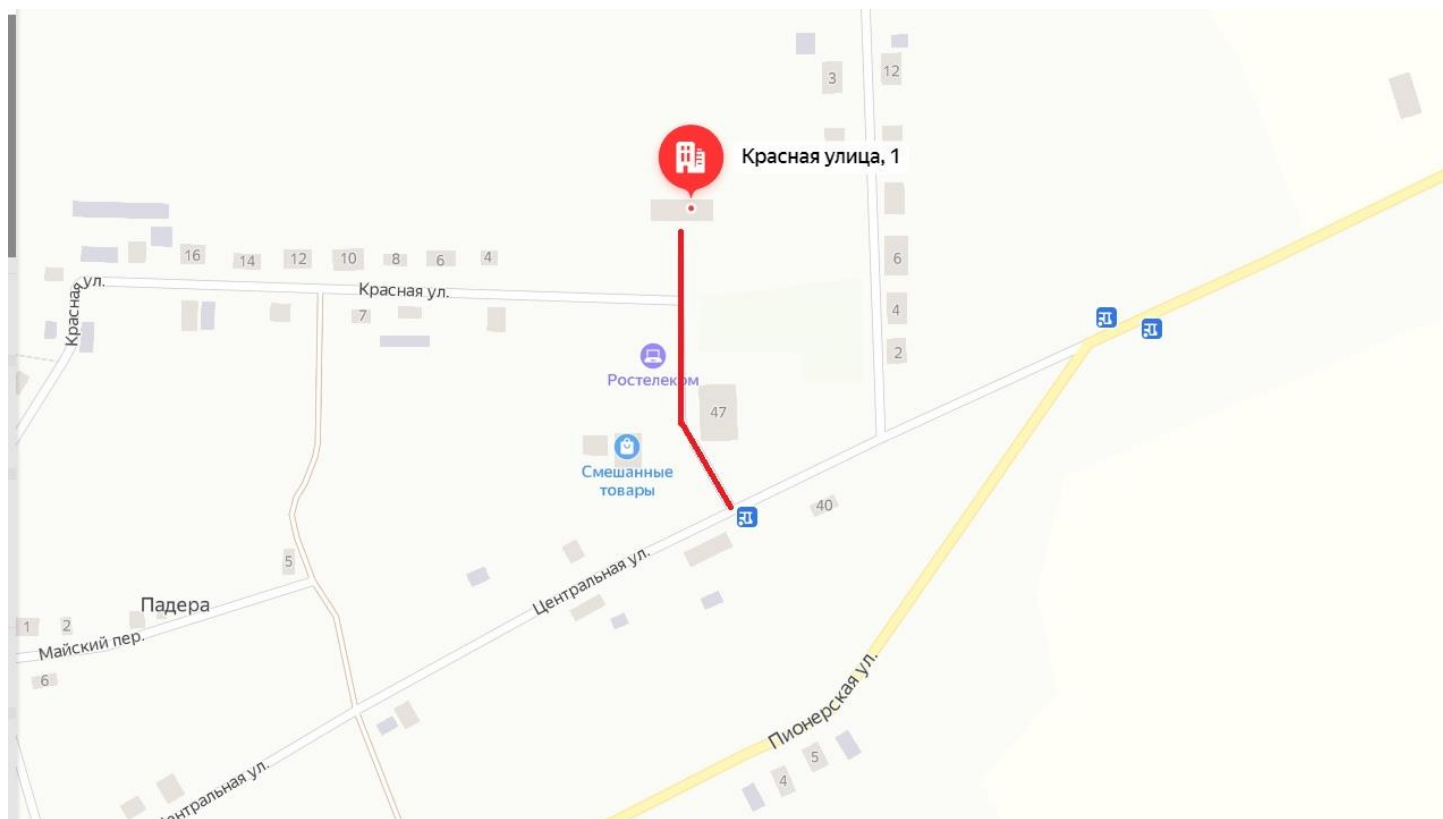 3
12
Красная улица, 1
16
14
12
10
8
6
4
6
Красная ул.
Красная ул.
7
4
2
Ростелеком
47
Смешанные
товары
40
5
Центральная ул.
Падера
1
2
Майский пер.
6
Пионерская ул.
5
4
Центральная ул.